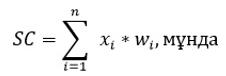 SC = ∑_{i=1}^{n} x_i * w_i, мұнда